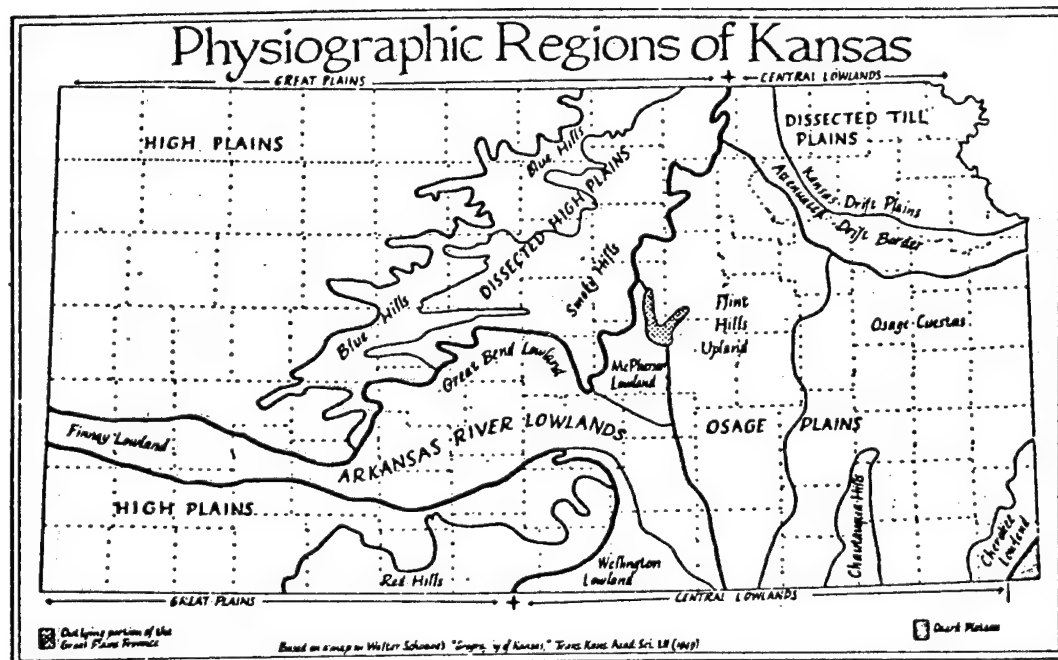 Physiographic Regions of Kansas
GREAT PLAINS
CENTRAL LOWLANDS
HIGH PLAINS
Blue Hills
DISSECTED HIGH PLAINS
DISSECTED TILL
PLAINS
Kansas Drift Plains
Attenuated Drift Border
Smoky Hills
Blue Hills
Flint
Hills
Upland
Osage Cuestas
Great Bend Lowland
McPherson
Lowland
Finney Lowland
ARKANSAS RIVER LOWLANDS
OSAGE PLAINS
HIGH PLAINS
Red Hills
Wellington
Lowland
Chautauqua Hills
Cherokee
Lowland
GREAT PLAINS
CENTRAL LOWLANDS
Outlying portion of the
Great Plains Province
Based on a map in Walter "Geography of Kansas," Trans. Kans. Acad. Sci. LII (1949)
Ozark Plateau